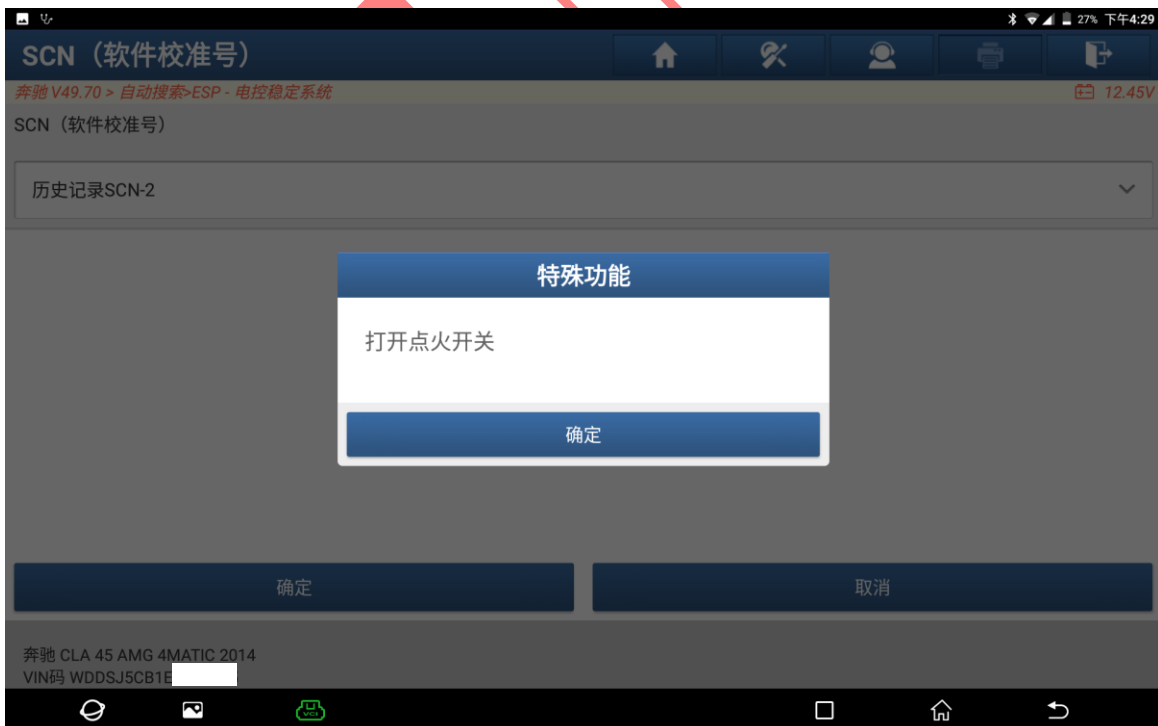 27% 下午4:29
SCN（软件校准号）
奔驰 V49.70 > 自动搜索>ESP - 电控稳定系统
12.45V
SCN（软件校准号）
历史记录SCN-2
特殊功能
打开点火开关
确定
确定
取消
奔驰 CLA 45 AMG 4MATIC 2014
VIN码 WDDSJ5CB1E
VCI